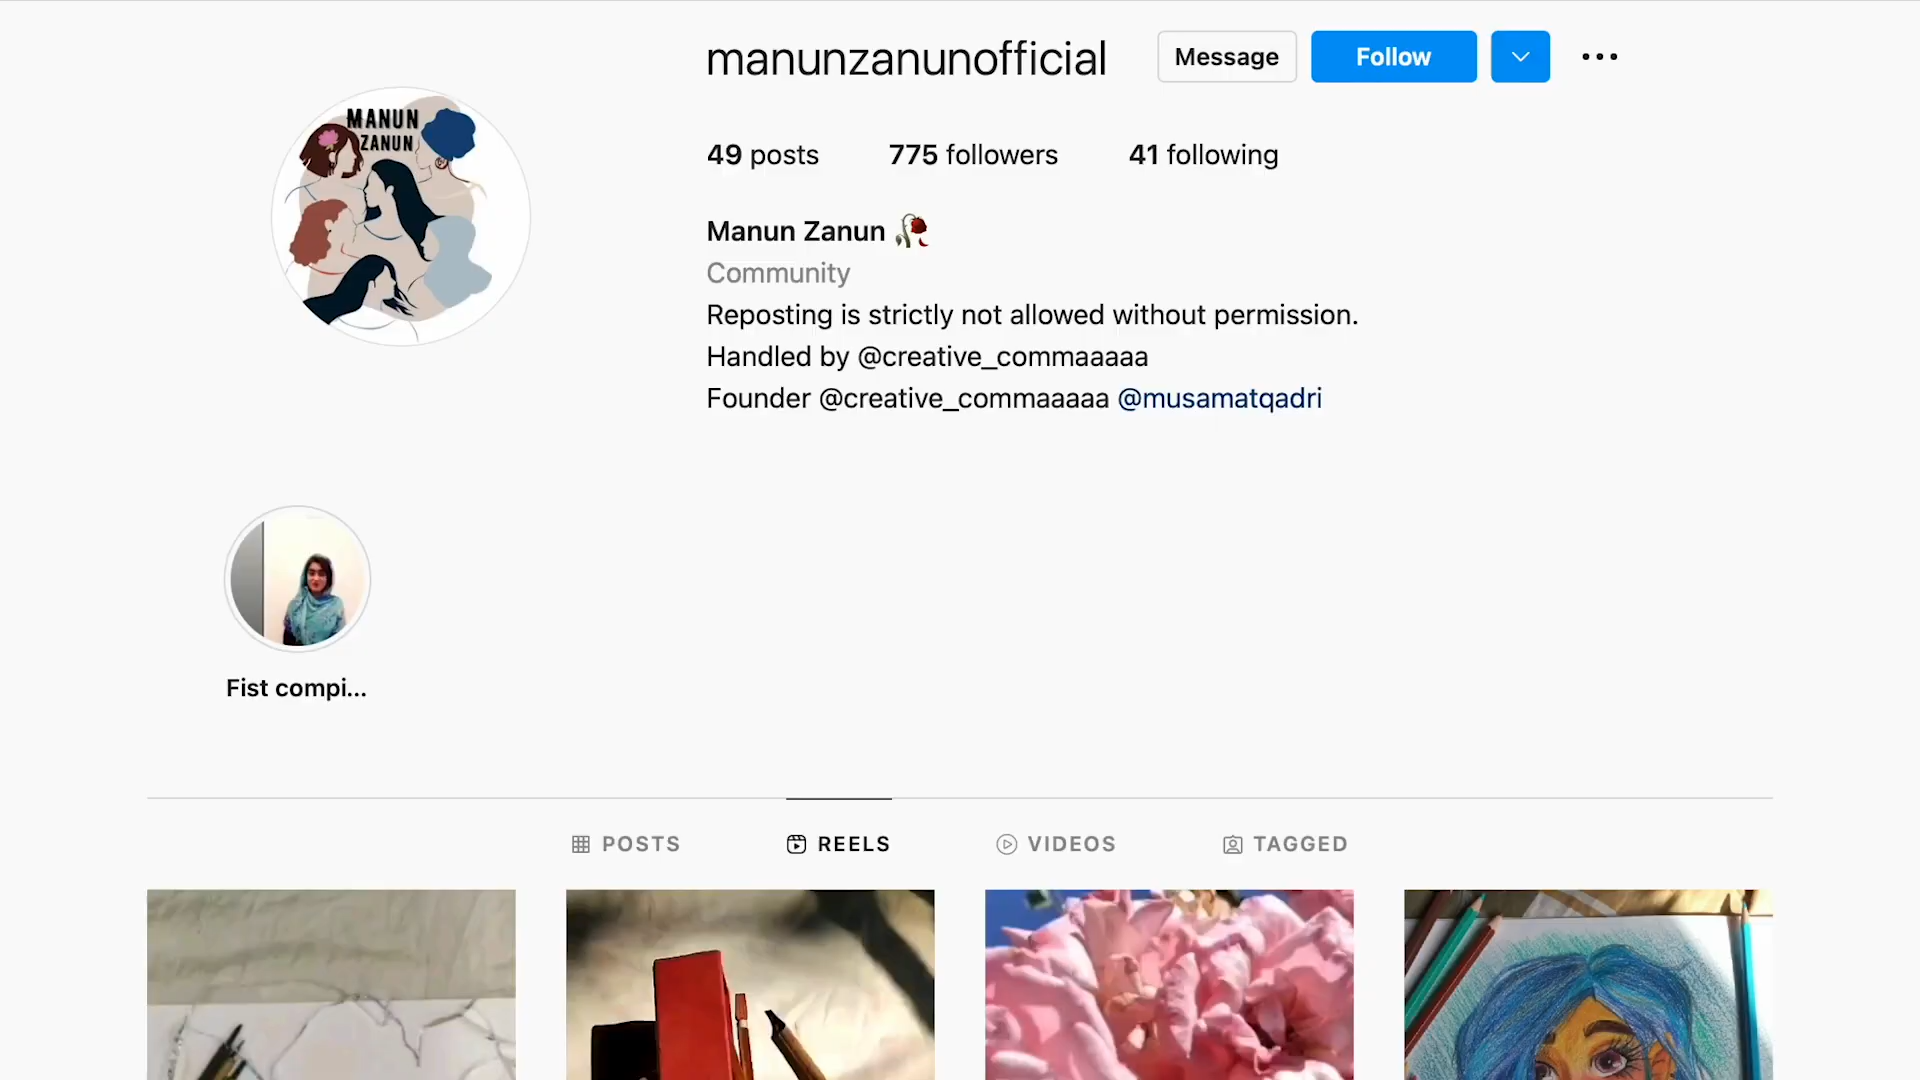 manunzanunofficial
Message
Follow
MANUN
ZANUN
49 posts
775 followers
41 following
Manun Zanun 🥀
Community
Reposting is strictly not allowed without permission.
Handled by @creative_commaaaaa
Founder @creative_commaaaaa @musamatqadri
Fist compi...
POSTS
REELS
VIDEOS
TAGGED